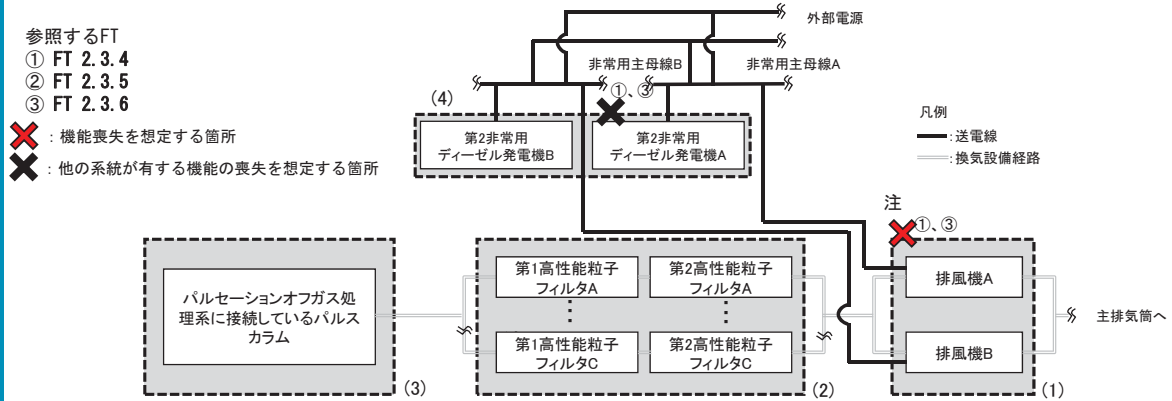 参照するFT
① FT 2.3.4
② FT 2.3.5
③ FT 2.3.6
：機能喪失を想定する箇所
：他の系統が有する機能の喪失を想定する箇所
外部電源
非常用主母線B
非常用主母線A
①、③
(4)
第2非常用
ディーゼル発電機B
第2非常用
ディーゼル発電機A
凡例
：送電線
：換気設備経路
注
①、③
パルセーションオフガス処
理系に接続しているパルス
カラム
(3)
第1高性能粒子
フィルタA
第2高性能粒子
フィルタA
第1高性能粒子
フィルタC
第2高性能粒子
フィルタC
(2)
排風機A
排風機B
(1)
主排気筒へ